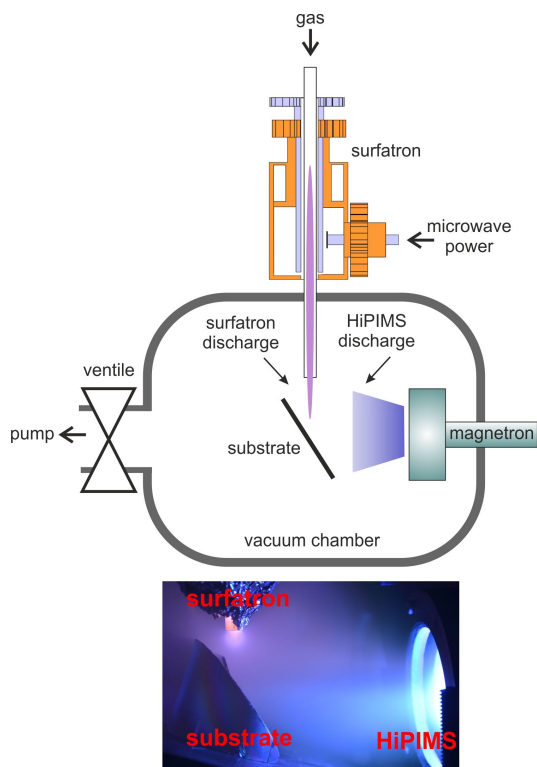 gas
surfatron
microwave
power
surfatron
discharge
HiPIMS
discharge
ventile
pump
substrate
magnetron
vacuum chamber
surfatron
substrate
HiPIMS